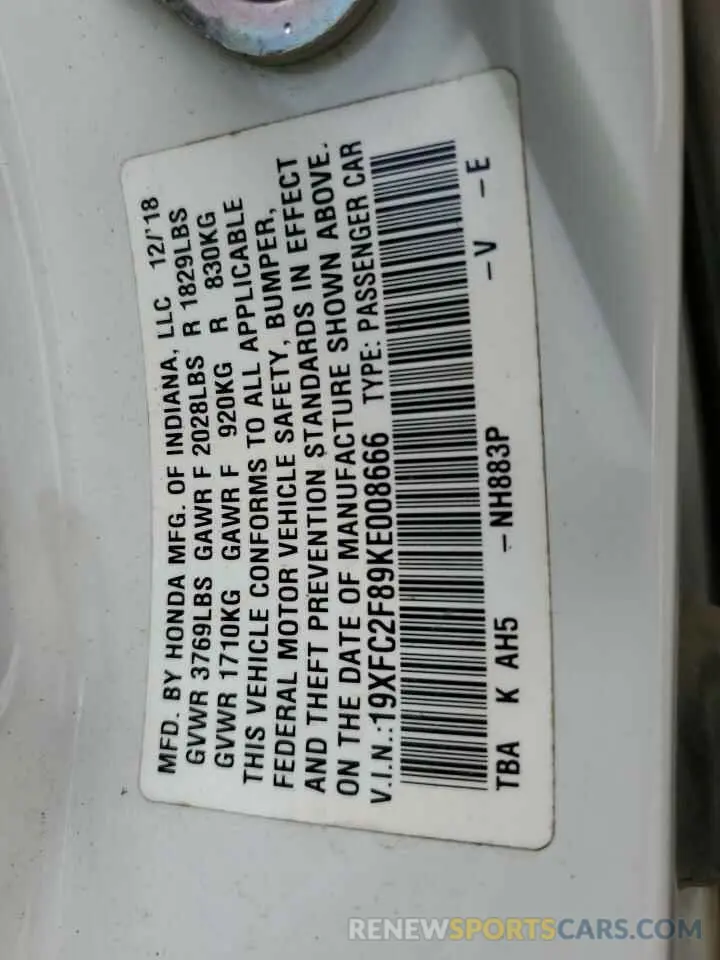 MFD. BY HONDA MFG. OF INDIANA, LLC 12/'18
GVWR 3769LBS GAWR F 2028LBS R 1829LBS
GVWR 1710KG GAWR F 920KG R 830KG
THIS VEHICLE CONFORMS TO ALL APPLICABLE
FEDERAL MOTOR VEHICLE SAFETY, BUMPER,
AND THEFT PREVENTION STANDARDS IN EFFECT
ON THE DATE OF MANUFACTURE SHOWN ABOVE.
V.I.N.:19XFC2F89KE008666 TYPE: PASSENGER CAR
TBA K AH5 -NH883P -V -E
RENEWSPORTSCARS.COM